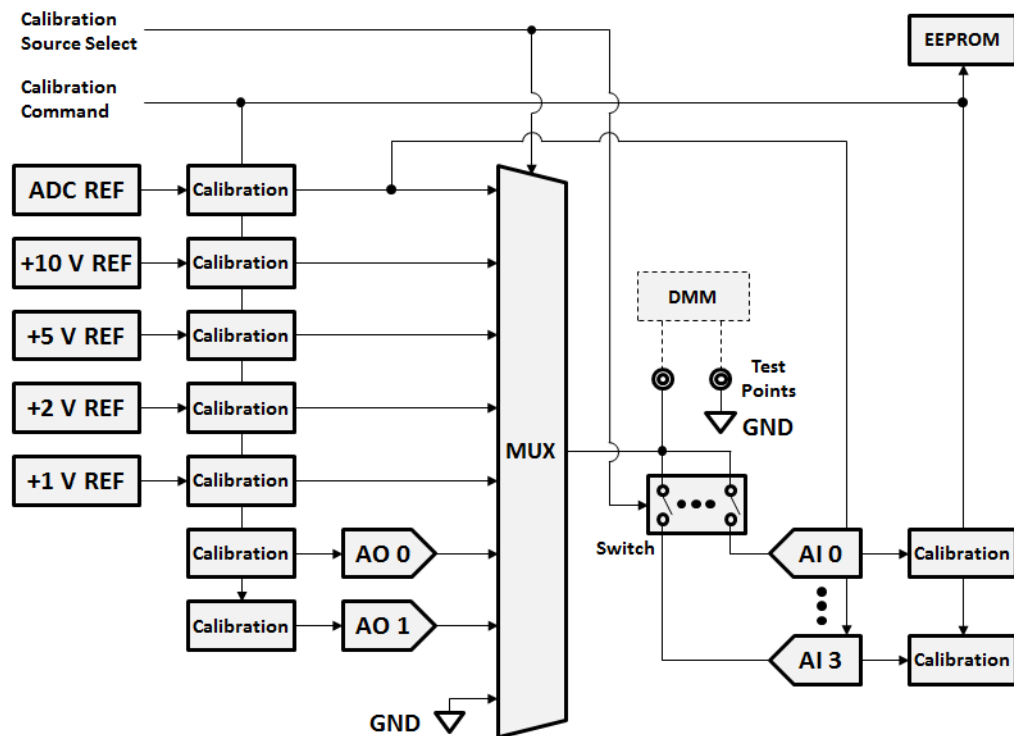 Calibration
Source Select
EEPROM
Calibration
Command
ADC REF
Calibration
+10 V REF
Calibration
DMM
+5 V REF
Calibration
Test
Points
+2 V REF
Calibration
GND
MUX
+1 V REF
Calibration
Switch
Calibration
AO 0
AI 0
Calibration
Calibration
AO 1
AI 3
Calibration
GND